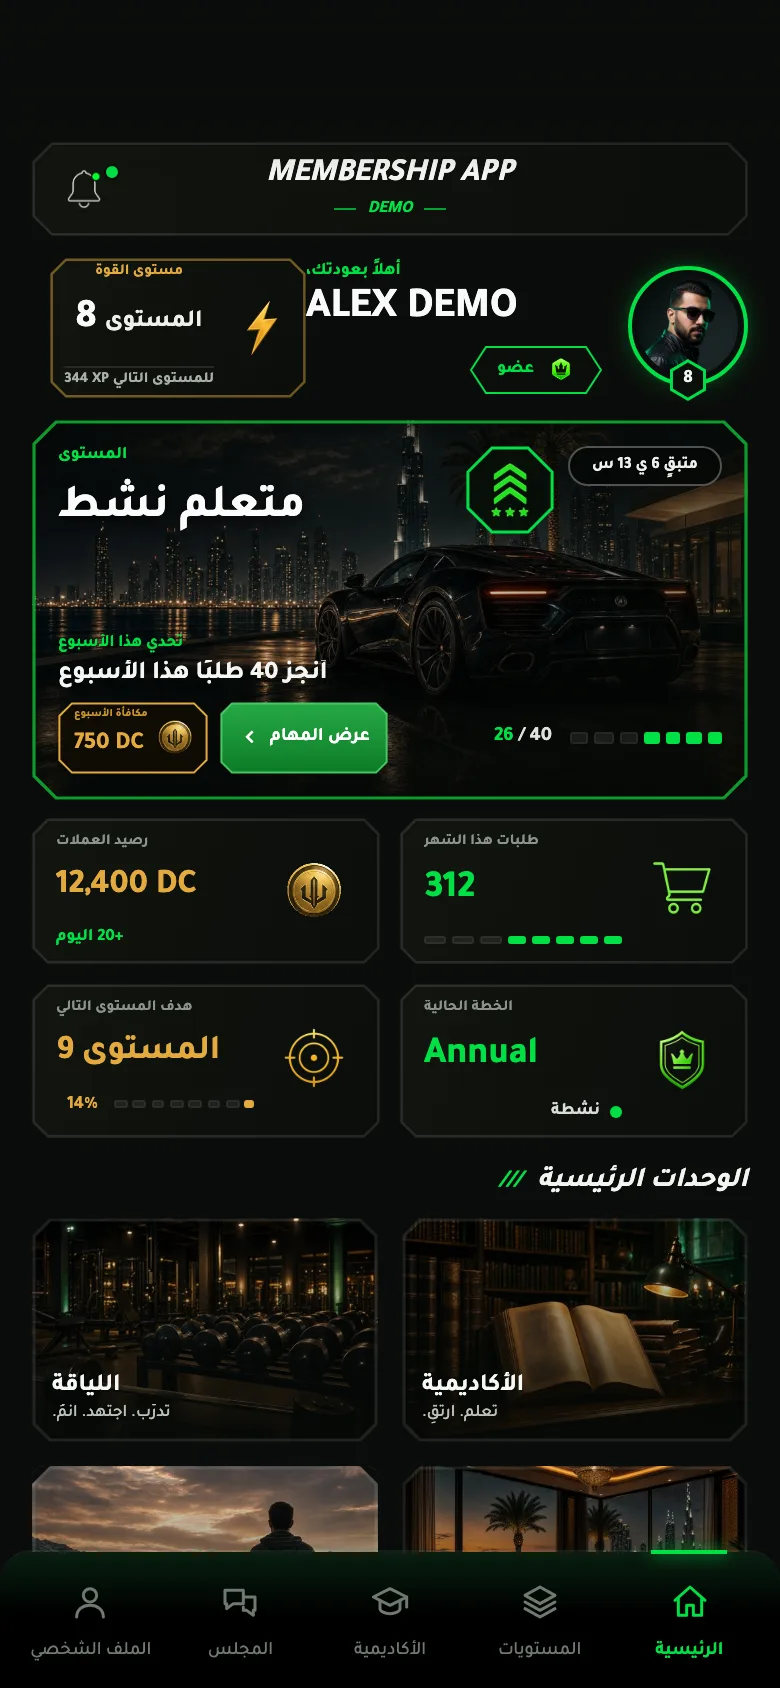 MEMBERSHIP APP
DEMO
أهلاً بعودتك،
ALEX DEMO
عضو
8
مستوى القوة
المستوى 8
344 XP للمستوى التالي
متبقٍ 6 ي 13 س
المستوى
متعلم نشط
تحدي هذا الأسبوع
أنجز 40 طلبًا هذا الأسبوع
26 / 40
عرض المهام
مكافأة الأسبوع
750 DC
طلبات هذا الشهر
312
رصيد العملات
12,400 DC
+20 اليوم
الخطة الحالية
Annual
نشطة
هدف المستوى التالي
المستوى 9
14%
الوحدات الرئيسية
الأكاديمية
تعلم. ارتقِ.
اللياقة
تدرّب. اجتهد. انمُ.
الرئيسية
المستويات
الأكاديمية
المجلس
الملف الشخصي